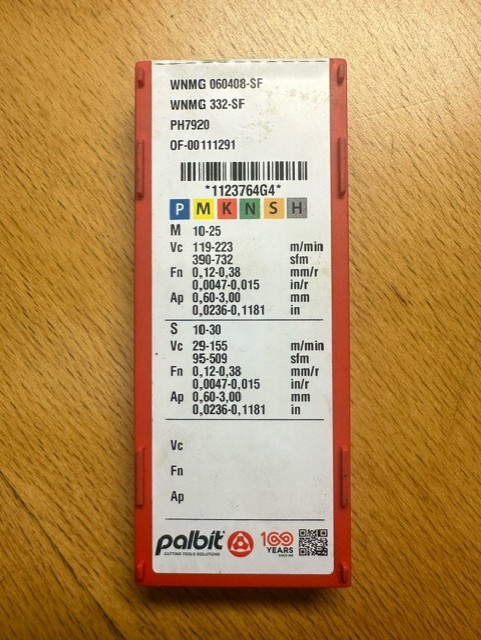 WNMG 060408-SF
WNMG 332-SF
PH7920
OF-00111291
*1123764G4*
P M K N S H
M 10-25
Vc 119-223 m/min
390-732 sfm
Fn 0,12-0,38 mm/r
0,0047-0,015 in/r
Ap 0,60-3,00 mm
0,0236-0,1181 in
S 10-30
Vc 29-155 m/min
95-509 sfm
Fn 0,12-0,38 mm/r
0,0047-0,015 in/r
Ap 0,60-3,00 mm
0,0236-0,1181 in
Vc
Fn
Ap
palbit
CUTTING TOOLS SOLUTIONS
100
YEARS